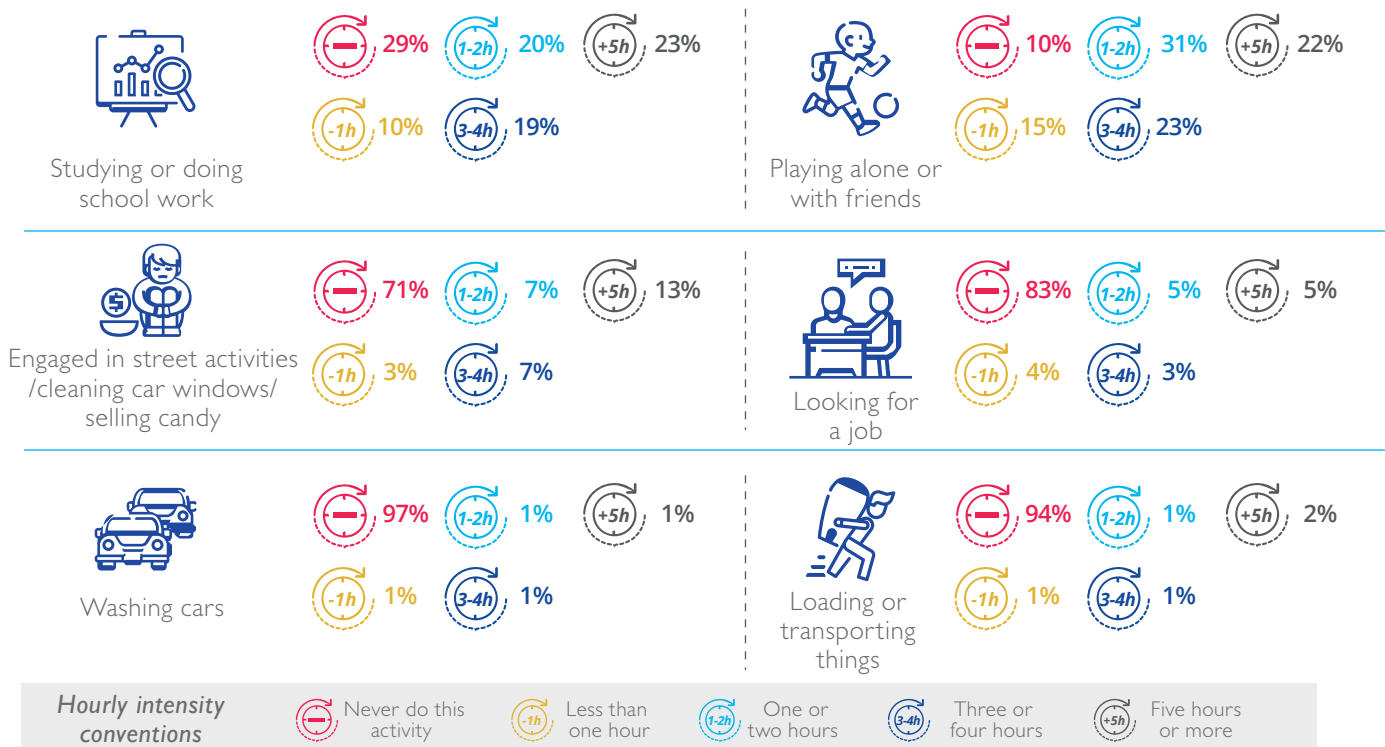 29%
1-2h 20%
+5h 23%
-1h 10%
3-4h 19%
Studying or doing
school work
10%
1-2h 31%
+5h 22%
-1h 15%
3-4h 23%
Playing alone or
with friends
71%
1-2h 7%
+5h 13%
-1h 3%
3-4h 7%
$
Engaged in street activities
/cleaning car windows/
selling candy
83%
1-2h 5%
+5h 5%
-1h 4%
3-4h 3%
Looking for
a job
97%
1-2h 1%
+5h 1%
-1h 1%
3-4h 1%
Washing cars
94%
1-2h 1%
+5h 2%
-1h 1%
3-4h 1%
Loading or
transporting
things
Hourly intensity
conventions
Never do this
activity
-1h
Less than
one hour
1-2h
One or
two hours
3-4h
Three or
four hours
+5h
Five hours
or more